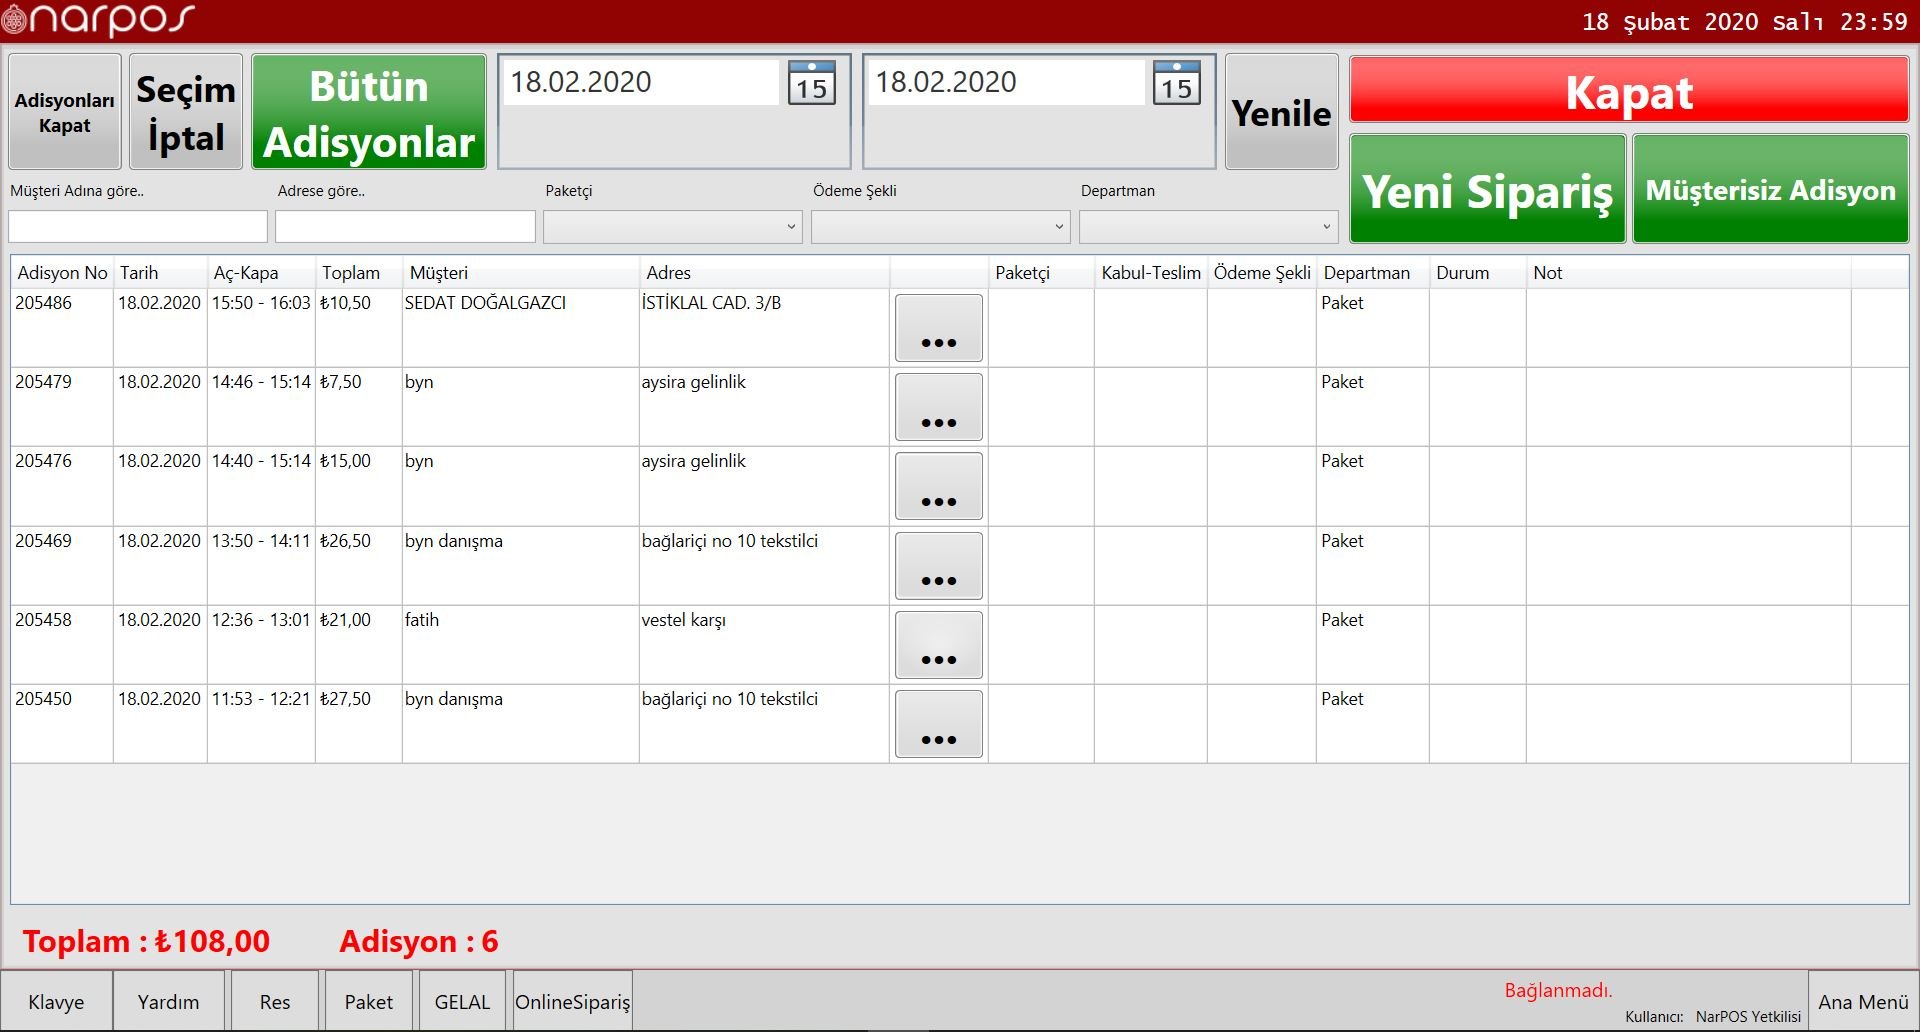 narpos
18 Şubat 2020 Salı 23:59
Adisyonları
Kapat
Seçim
İptal
Bütün
Adisyonlar
18.02.2020
15
18.02.2020
15
Yenile
Kapat
Yeni Sipariş
Müşterisiz Adisyon
Müşteri Adına göre..
Adrese göre..
Paketçi
Ödeme Şekli
Departman
Adisyon No Tarih Aç-Kapa Toplam Müşteri Adres Paketçi Kabul-Teslim Ödeme Şekli Departman Durum Not
205486 18.02.2020 15:50 - 16:03 ₺10,50 SEDAT DOĞALGAZCI İSTİKLAL CAD. 3/B ... Paket
205479 18.02.2020 14:46 - 15:14 ₺7,50 byn aysira gelinlik ... Paket
205476 18.02.2020 14:40 - 15:14 ₺15,00 byn aysira gelinlik ... Paket
205469 18.02.2020 13:50 - 14:11 ₺26,50 byn danışma bağlariçi no 10 tekstilci ... Paket
205458 18.02.2020 12:36 - 13:01 ₺21,00 fatih vestel karşı ... Paket
205450 18.02.2020 11:53 - 12:21 ₺27,50 byn danışma bağlariçi no 10 tekstilci ... Paket
Toplam : ₺108,00 Adisyon : 6
Klavye
Yardım
Res
Paket
GELAL
OnlineSipariş
Bağlanmadı.
Kullanıcı: NarPOS Yetkilisi
Ana Menü